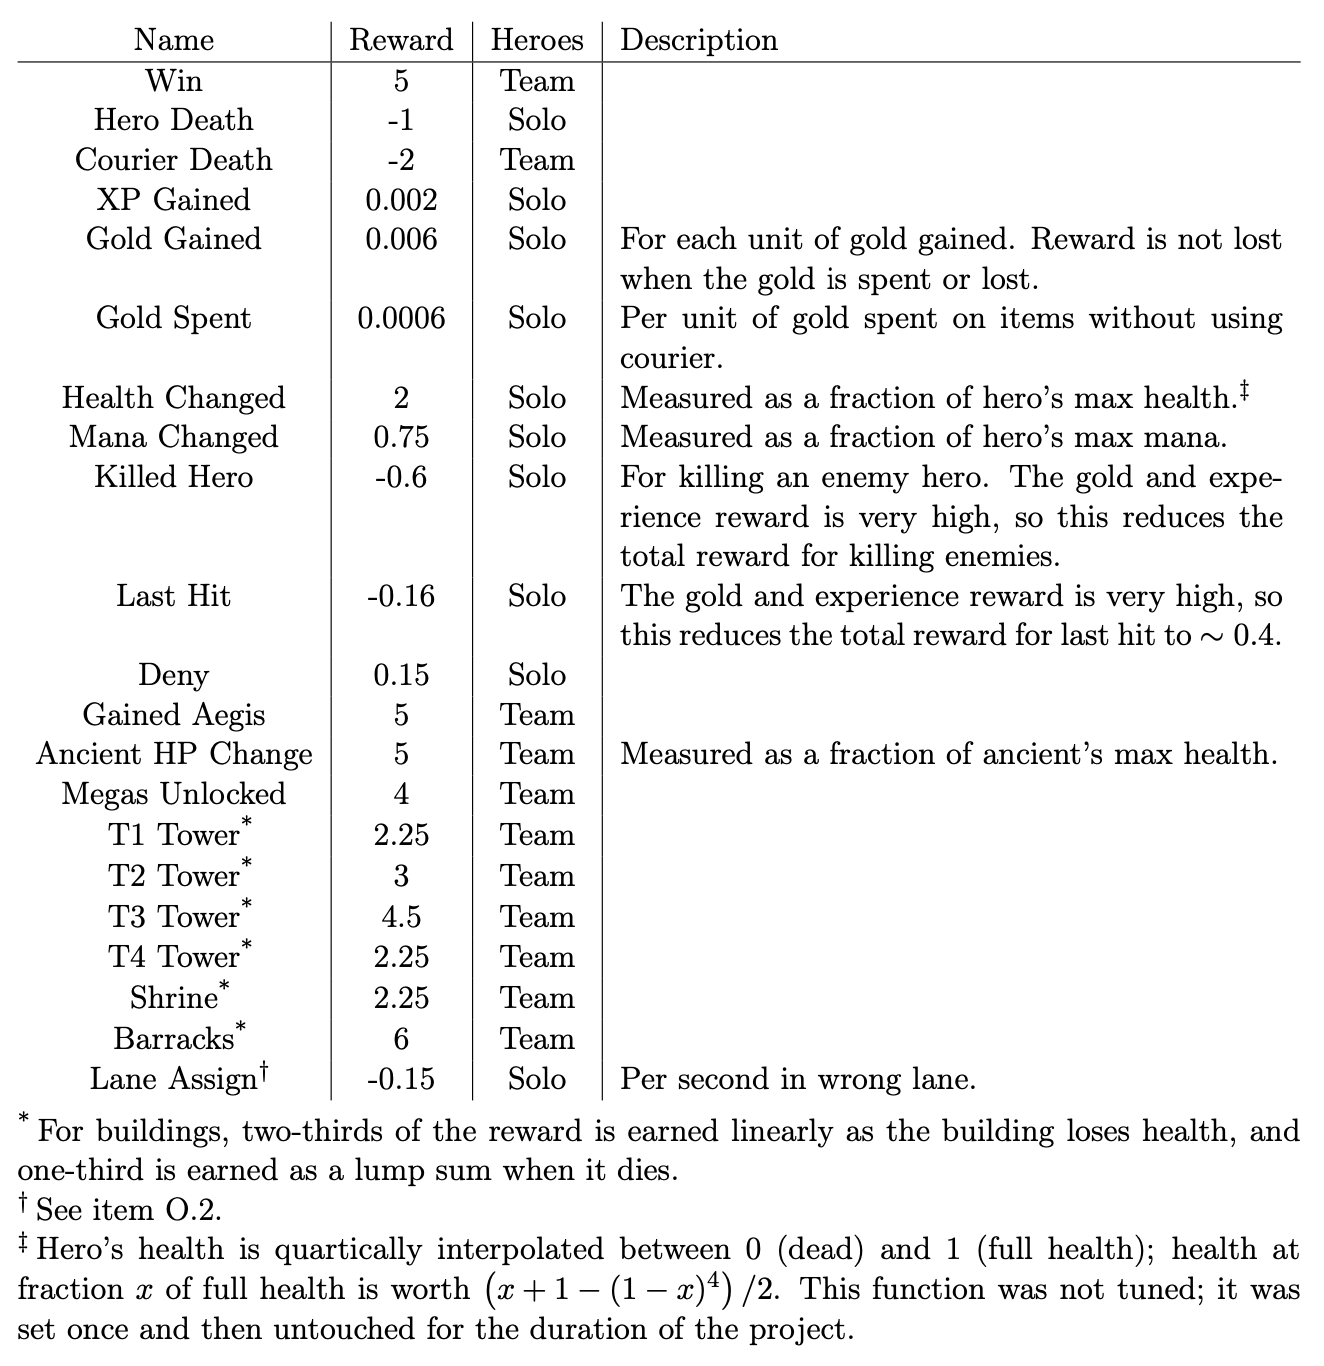 Name Reward Heroes Description
Win 5 Team
Hero Death -1 Solo
Courier Death -2 Team
XP Gained 0.002 Solo
Gold Gained 0.006 Solo For each unit of gold gained. Reward is not lost
when the gold is spent or lost.
Gold Spent 0.0006 Solo Per unit of gold spent on items without using
courier.
Health Changed 2 Solo Measured as a fraction of hero's max health.‡
Mana Changed 0.75 Solo Measured as a fraction of hero's max mana.
Killed Hero -0.6 Solo For killing an enemy hero. The gold and expe-
rience reward is very high, so this reduces the
total reward for killing enemies.
Last Hit -0.16 Solo The gold and experience reward is very high, so
this reduces the total reward for last hit to ∼ 0.4.
Deny 0.15 Solo
Gained Aegis 5 Team
Ancient HP Change 5 Team Measured as a fraction of ancient's max health.
Megas Unlocked 4 Team
T1 Tower* 2.25 Team
T2 Tower* 3 Team
T3 Tower* 4.5 Team
T4 Tower* 2.25 Team
Shrine* 2.25 Team
Barracks* 6 Team
Lane Assign† -0.15 Solo Per second in wrong lane.
* For buildings, two-thirds of the reward is earned linearly as the building loses health, and
one-third is earned as a lump sum when it dies.
† See item O.2.
‡ Hero's health is quartically interpolated between 0 (dead) and 1 (full health); health at
fraction x of full health is worth (x + 1 − (1 − x)⁴) /2. This function was not tuned; it was
set once and then untouched for the duration of the project.